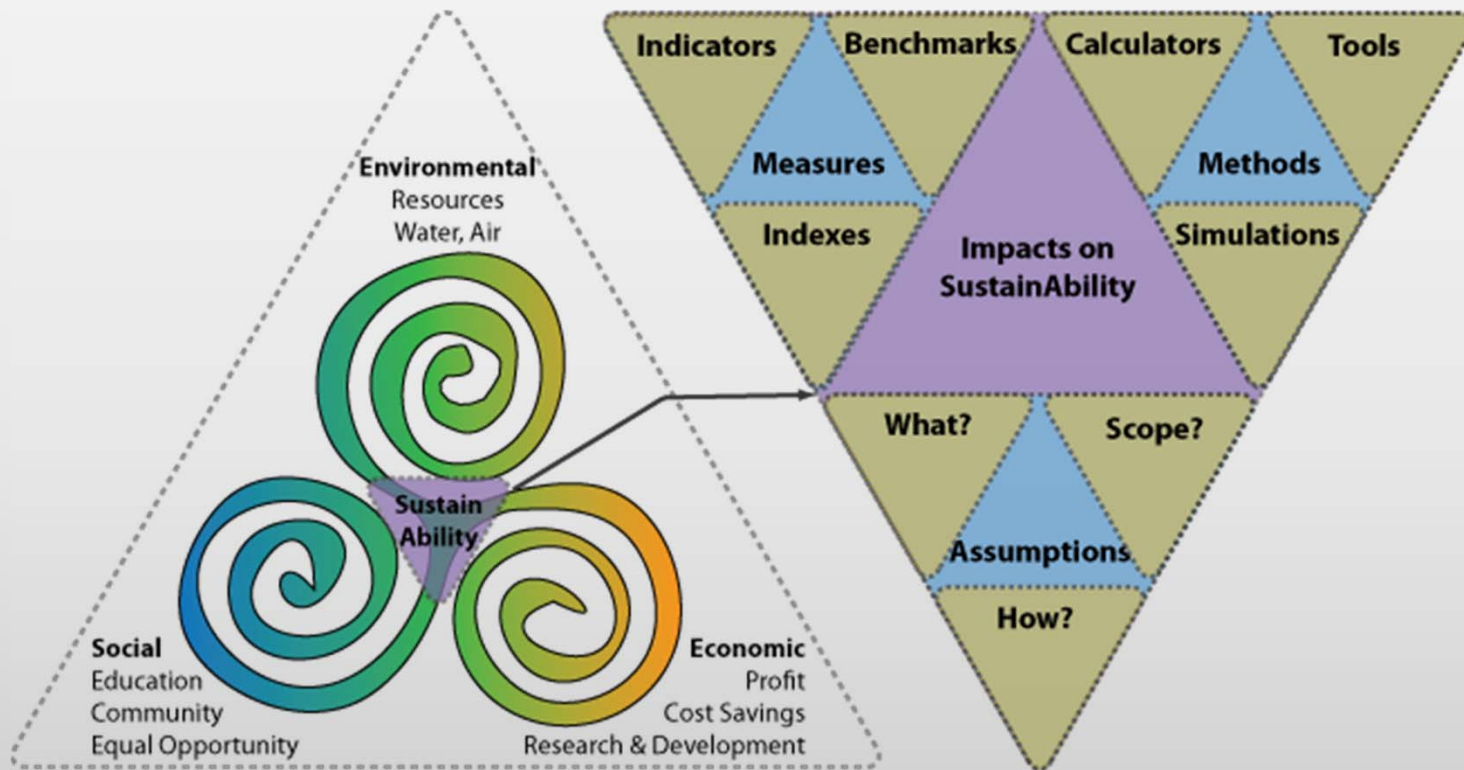 Environmental
Resources
Water, Air
Sustain
Ability
Social
Education
Community
Equal Opportunity
Economic
Profit
Cost Savings
Research & Development
Indicators
Benchmarks
Calculators
Tools
Measures
Methods
Indexes
Impacts on
SustainAbility
Simulations
What?
Scope?
Assumptions
How?